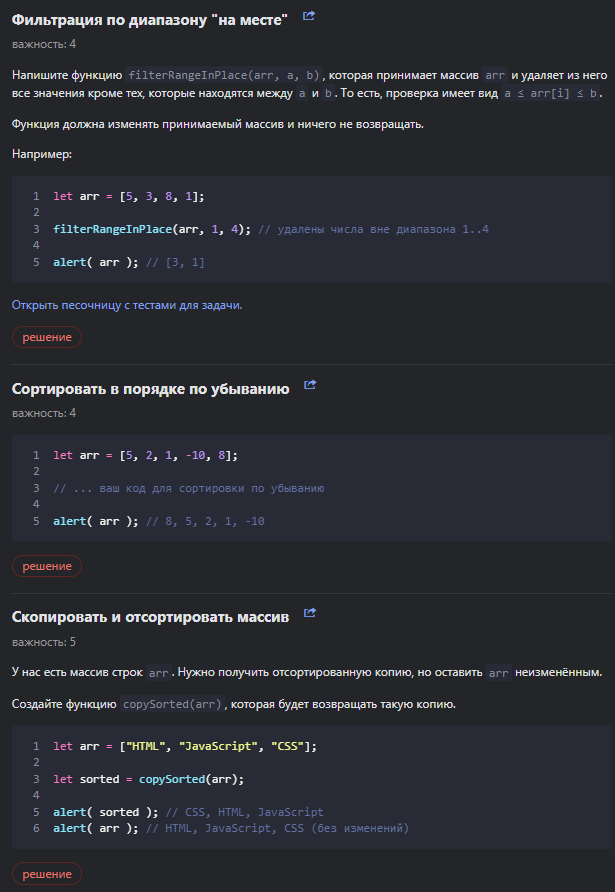 Фильтрация по диапазону "на месте"
важность: 4
Напишите функцию filterRangeInPlace(arr, a, b), которая принимает массив arr и удаляет из него
все значения кроме тех, которые находятся между a и b. То есть, проверка имеет вид a ≤ arr[i] ≤ b.
Функция должна изменять принимаемый массив и ничего не возвращать.
Например:
1 let arr = [5, 3, 8, 1];
2
3 filterRangeInPlace(arr, 1, 4); // удалены числа вне диапазона 1..4
4
5 alert( arr ); // [3, 1]
Открыть песочницу с тестами для задачи.
решение
Сортировать в порядке по убыванию
важность: 4
1 let arr = [5, 2, 1, -10, 8];
2
3 // ... ваш код для сортировки по убыванию
4
5 alert( arr ); // 8, 5, 2, 1, -10
решение
Скопировать и отсортировать массив
важность: 5
У нас есть массив строк arr. Нужно получить отсортированную копию, но оставить arr неизменённым.
Создайте функцию copySorted(arr), которая будет возвращать такую копию.
1 let arr = ["HTML", "JavaScript", "CSS"];
2
3 let sorted = copySorted(arr);
4
5 alert( sorted ); // CSS, HTML, JavaScript
6 alert( arr ); // HTML, JavaScript, CSS (без изменений)
решение